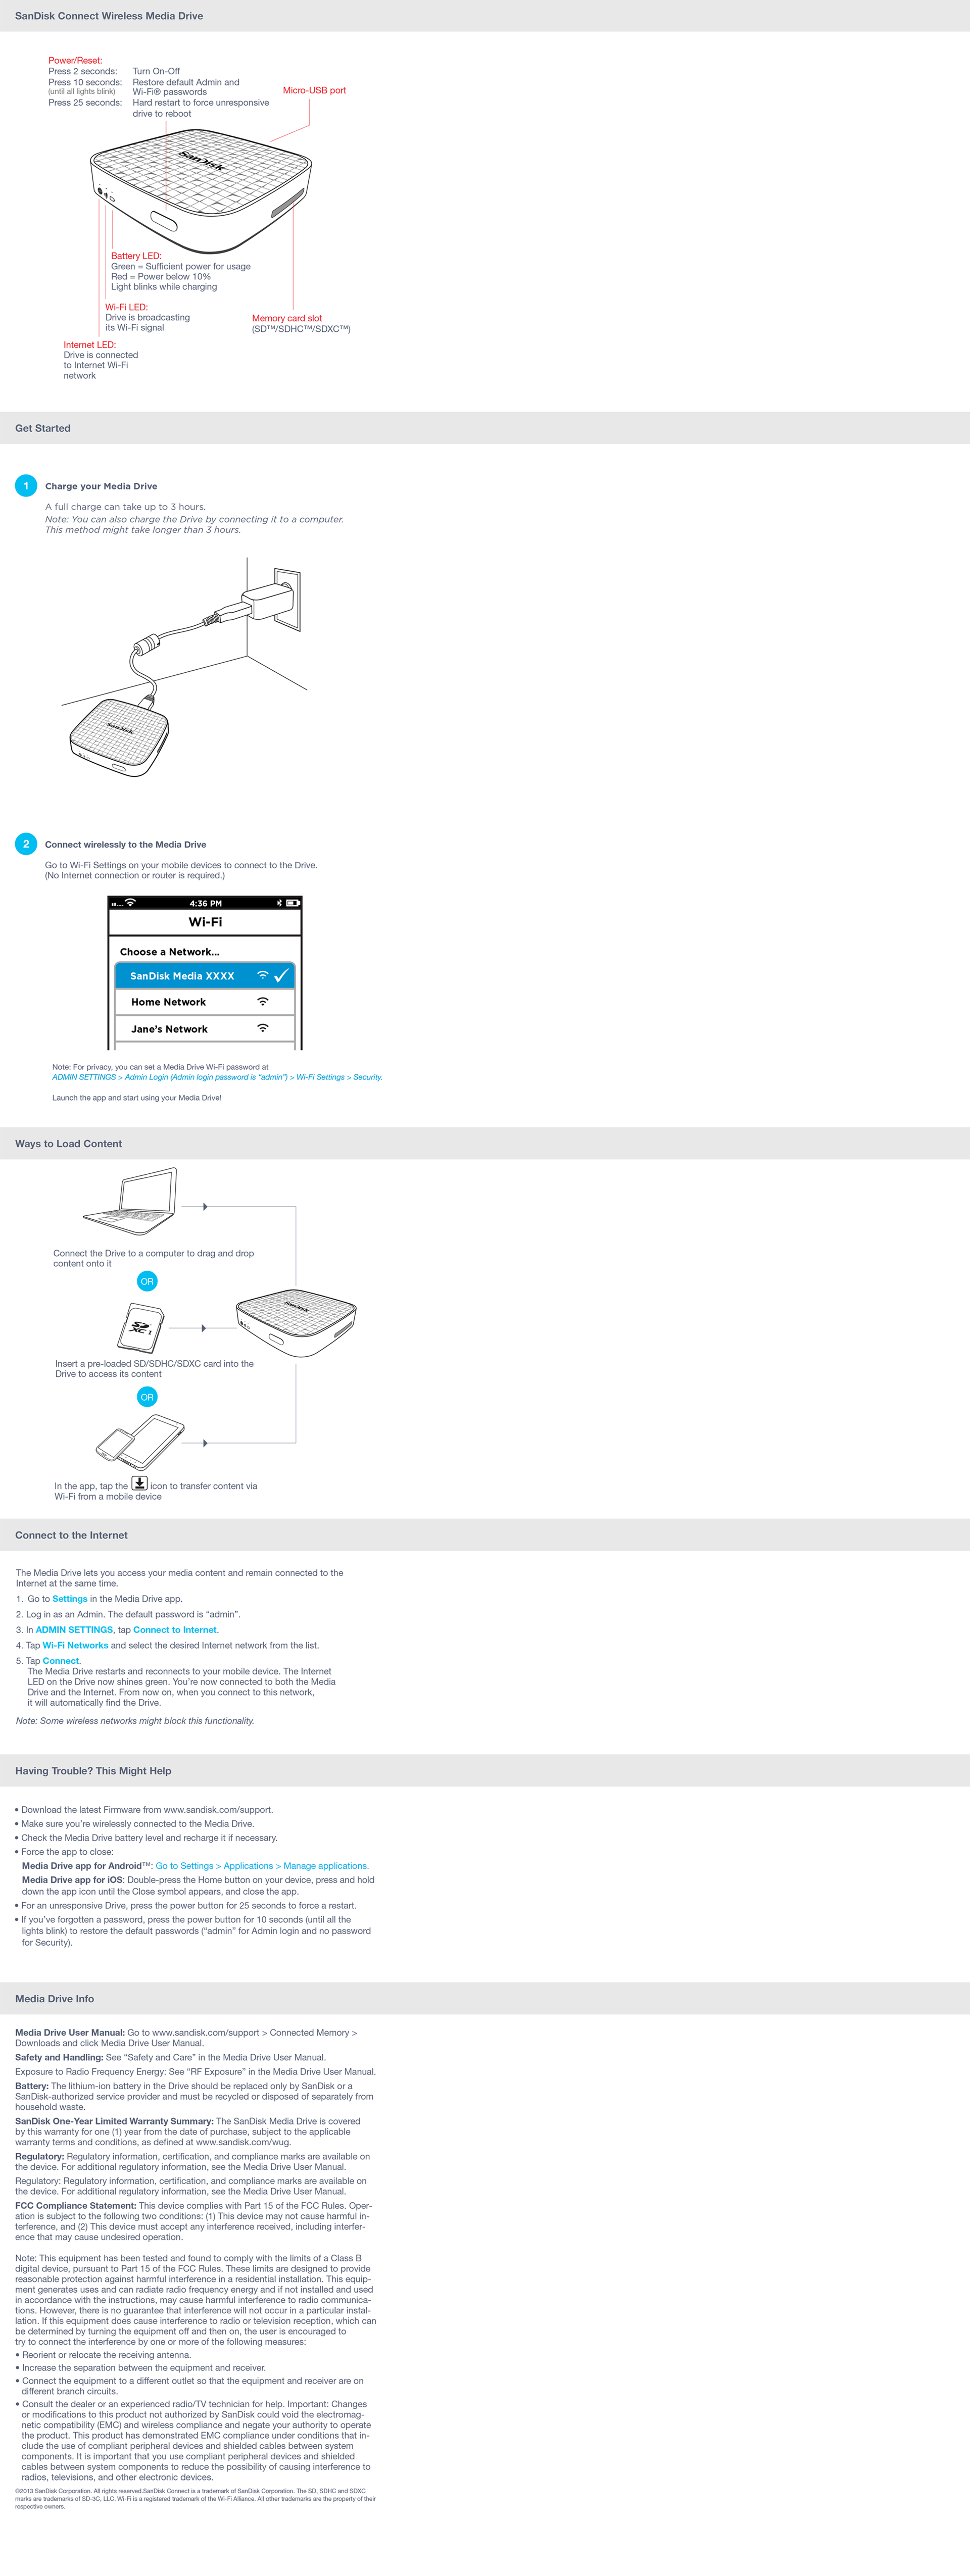 SanDisk Connect Wireless Media Drive
Power/Reset:
Press 2 seconds: Turn On-Off
Press 10 seconds: Restore default Admin and
(until all lights blink) Wi-Fi® passwords
Press 25 seconds: Hard restart to force unresponsive
drive to reboot
Micro-USB port
SanDisk
Battery LED:
Green = Sufficient power for usage
Red = Power below 10%
Light blinks while charging
Wi-Fi LED:
Drive is broadcasting
its Wi-Fi signal
Memory card slot
(SD™/SDHC™/SDXC™)
Internet LED:
Drive is connected
to Internet Wi-Fi
network
Get Started
1 Charge your Media Drive
A full charge can take up to 3 hours.
Note: You can also charge the Drive by connecting it to a computer.
This method might take longer than 3 hours.
SanDisk
2 Connect wirelessly to the Media Drive
Go to Wi-Fi Settings on your mobile devices to connect to the Drive.
(No Internet connection or router is required.)
4:36 PM
Wi-Fi
Choose a Network...
SanDisk Media XXXX
Home Network
Jane's Network
Note: For privacy, you can set a Media Drive Wi-Fi password at
ADMIN SETTINGS > Admin Login (Admin login password is “admin”) > Wi-Fi Settings > Security.
Launch the app and start using your Media Drive!
Ways to Load Content
Connect the Drive to a computer to drag and drop
content onto it
OR
SanDisk
SD
XC I
Insert a pre-loaded SD/SDHC/SDXC card into the
Drive to access its content
OR
In the app, tap the icon to transfer content via
Wi-Fi from a mobile device
Connect to the Internet
The Media Drive lets you access your media content and remain connected to the
Internet at the same time.
1. Go to Settings in the Media Drive app.
2. Log in as an Admin. The default password is “admin”.
3. In ADMIN SETTINGS, tap Connect to Internet.
4. Tap Wi-Fi Networks and select the desired Internet network from the list.
5. Tap Connect.
The Media Drive restarts and reconnects to your mobile device. The Internet
LED on the Drive now shines green. You're now connected to both the Media
Drive and the Internet. From now on, when you connect to this network,
it will automatically find the Drive.
Note: Some wireless networks might block this functionality.
Having Trouble? This Might Help
• Download the latest Firmware from www.sandisk.com/support.
• Make sure you're wirelessly connected to the Media Drive.
• Check the Media Drive battery level and recharge it if necessary.
• Force the app to close:
Media Drive app for Android™: Go to Settings > Applications > Manage applications.
Media Drive app for iOS: Double-press the Home button on your device, press and hold
down the app icon until the Close symbol appears, and close the app.
• For an unresponsive Drive, press the power button for 25 seconds to force a restart.
• If you've forgotten a password, press the power button for 10 seconds (until all the
lights blink) to restore the default passwords (“admin” for Admin login and no password
for Security).
Media Drive Info
Media Drive User Manual: Go to www.sandisk.com/support > Connected Memory >
Downloads and click Media Drive User Manual.
Safety and Handling: See “Safety and Care” in the Media Drive User Manual.
Exposure to Radio Frequency Energy: See “RF Exposure” in the Media Drive User Manual.
Battery: The lithium-ion battery in the Drive should be replaced only by SanDisk or a
SanDisk-authorized service provider and must be recycled or disposed of separately from
household waste.
SanDisk One-Year Limited Warranty Summary: The SanDisk Media Drive is covered
by this warranty for one (1) year from the date of purchase, subject to the applicable
warranty terms and conditions, as defined at www.sandisk.com/wug.
Regulatory: Regulatory information, certification, and compliance marks are available on
the device. For additional regulatory information, see the Media Drive User Manual.
Regulatory: Regulatory information, certification, and compliance marks are available on
the device. For additional regulatory information, see the Media Drive User Manual.
FCC Compliance Statement: This device complies with Part 15 of the FCC Rules. Oper-
ation is subject to the following two conditions: (1) This device may not cause harmful in-
terference, and (2) This device must accept any interference received, including interfer-
ence that may cause undesired operation.
Note: This equipment has been tested and found to comply with the limits of a Class B
digital device, pursuant to Part 15 of the FCC Rules. These limits are designed to provide
reasonable protection against harmful interference in a residential installation. This equip-
ment generates uses and can radiate radio frequency energy and if not installed and used
in accordance with the instructions, may cause harmful interference to radio communica-
tions. However, there is no guarantee that interference will not occur in a particular instal-
lation. If this equipment does cause interference to radio or television reception, which can
be determined by turning the equipment off and then on, the user is encouraged to
try to connect the interference by one or more of the following measures:
• Reorient or relocate the receiving antenna.
• Increase the separation between the equipment and receiver.
• Connect the equipment to a different outlet so that the equipment and receiver are on
different branch circuits.
• Consult the dealer or an experienced radio/TV technician for help. Important: Changes
or modifications to this product not authorized by SanDisk could void the electromag-
netic compatibility (EMC) and wireless compliance and negate your authority to operate
the product. This product has demonstrated EMC compliance under conditions that in-
clude the use of compliant peripheral devices and shielded cables between system
components. It is important that you use compliant peripheral devices and shielded
cables between system components to reduce the possibility of causing interference to
radios, televisions, and other electronic devices.
©2013 SanDisk Corporation. All rights reserved.SanDisk Connect is a trademark of SanDisk Corporation. The SD, SDHC and SDXC
marks are trademarks of SD-3C, LLC. Wi-Fi is a registered trademark of the Wi-Fi Alliance. All other trademarks are the property of their
respective owners.